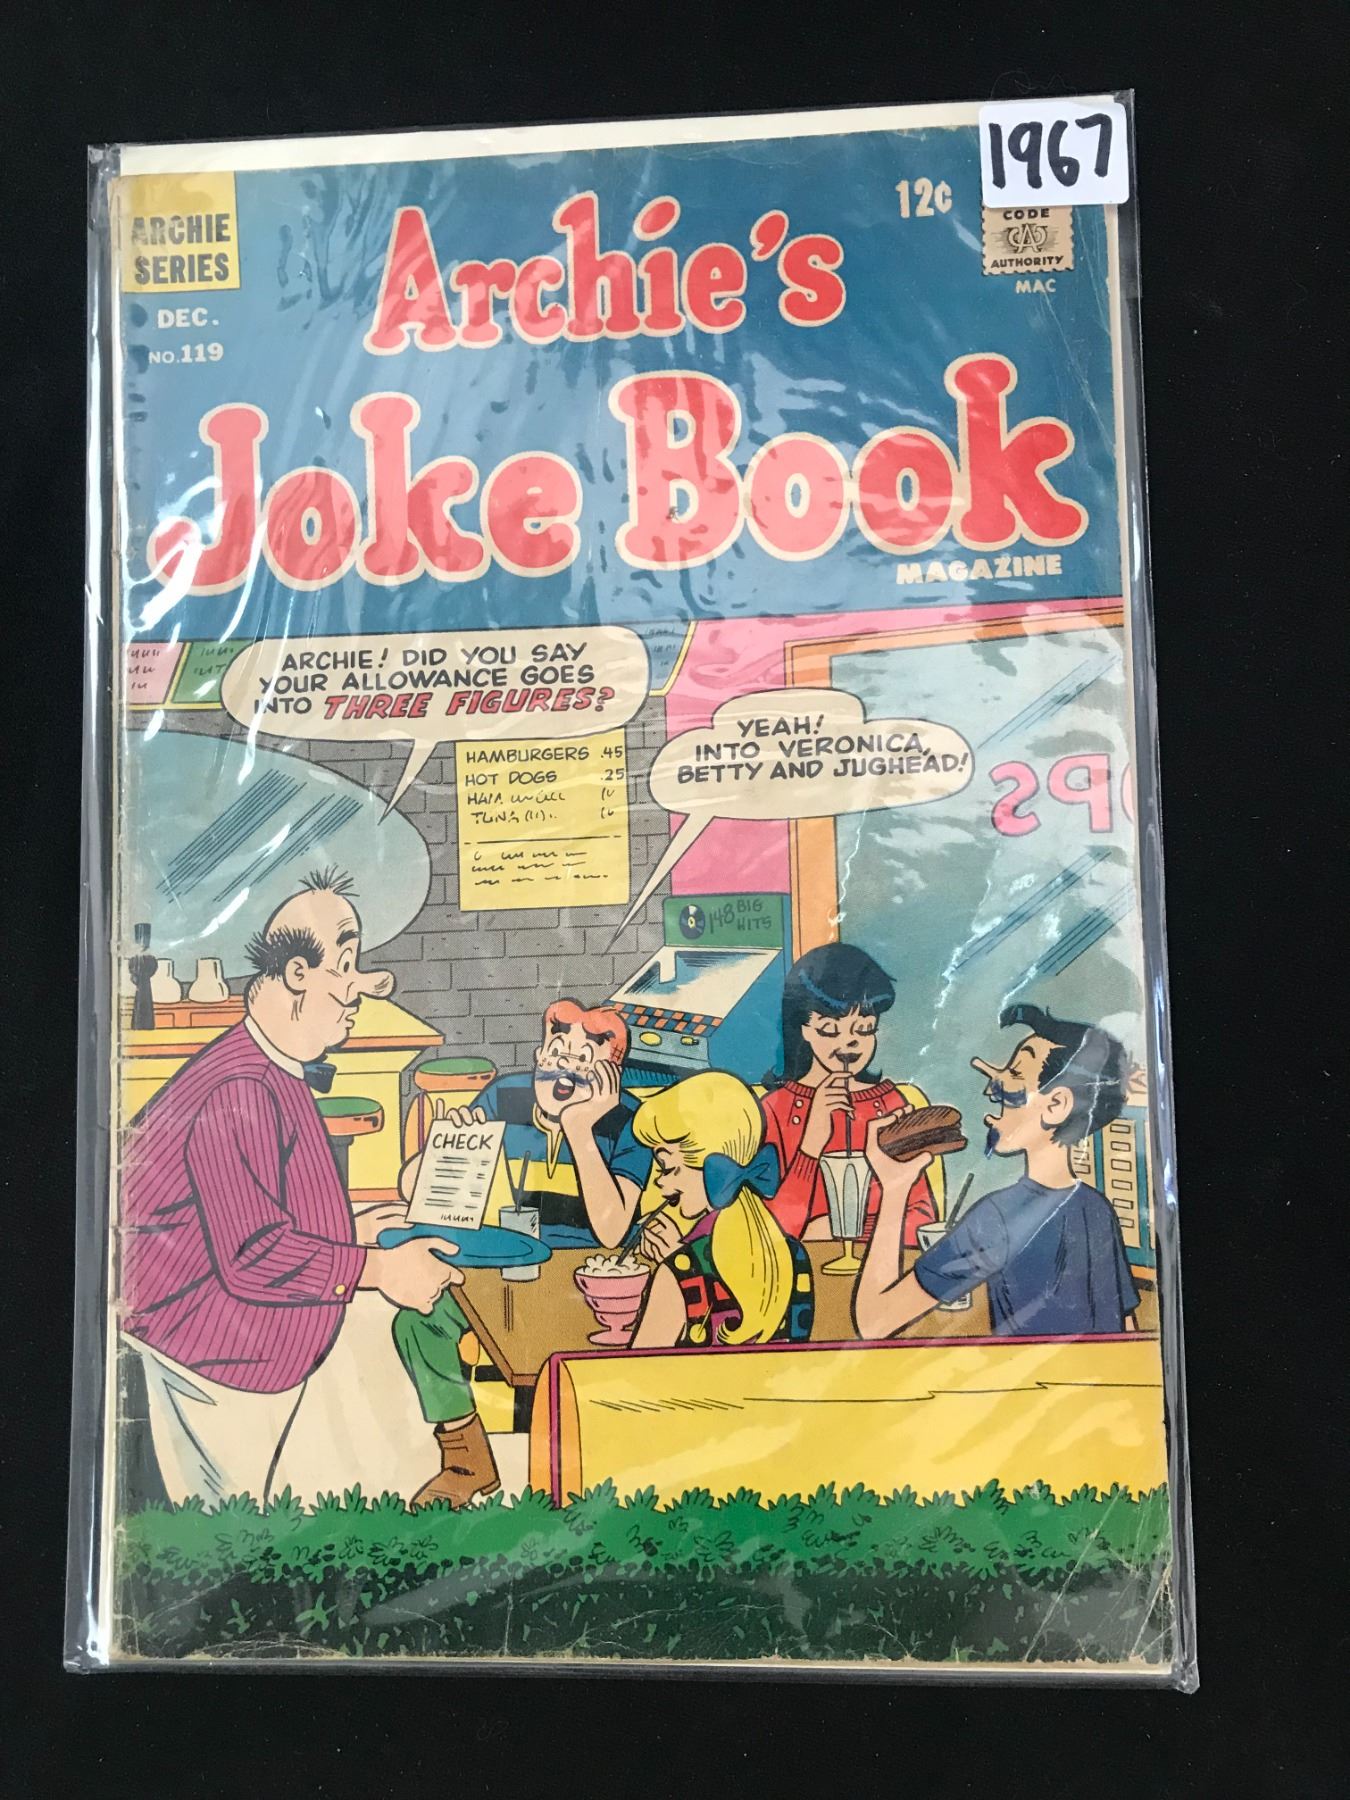 1967
ARCHIE
SERIES
DEC.
NO.119
12¢
CODE
CA
AUTHORITY
MAC
Archie's
Joke Book
MAGAZINE
ARCHIE! DID YOU SAY
YOUR ALLOWANCE GOES
INTO THREE FIGURES?
YEAH!
INTO VERONICA,
BETTY AND JUGHEAD!
HAMBURGERS .45
HOT DOGS .25
148 BIG
HITS
CHECK